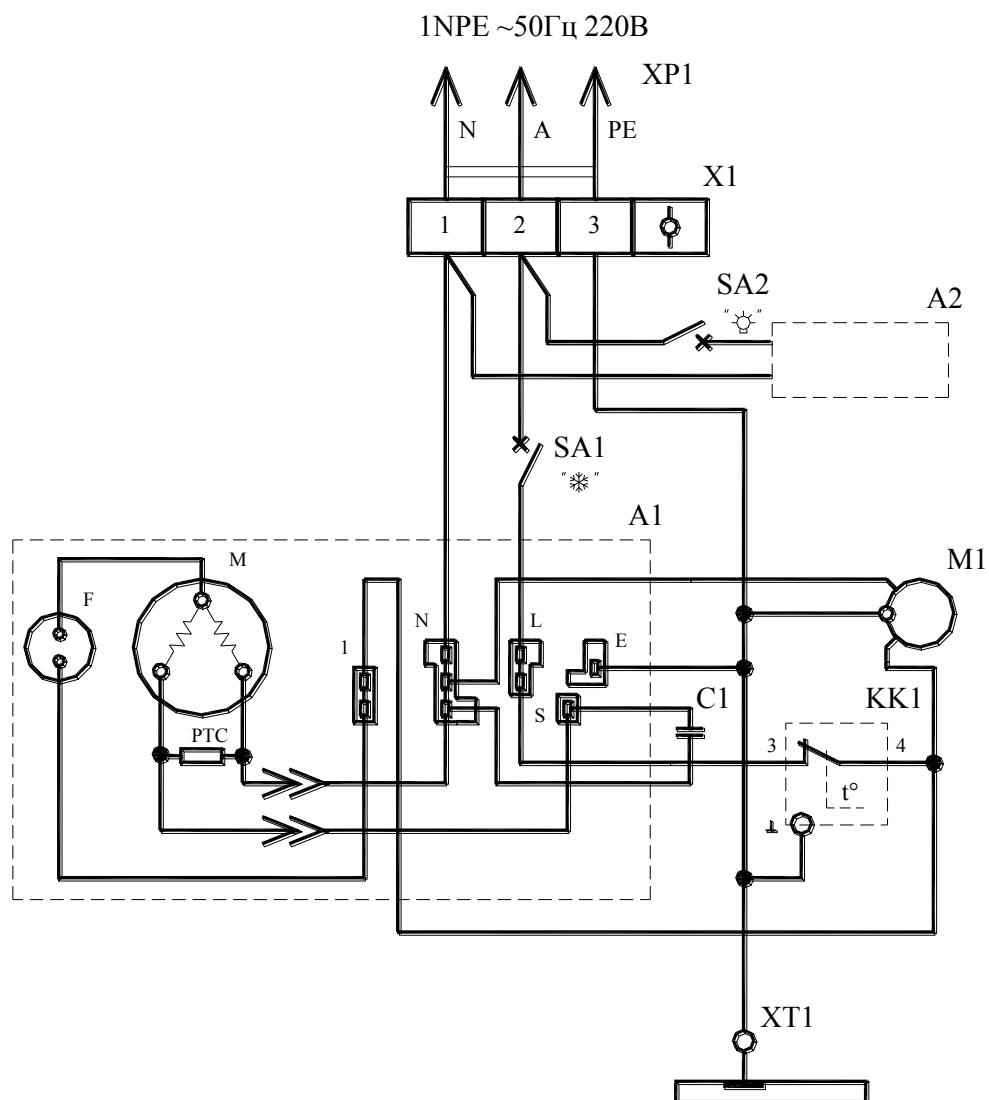 1NPE ~50Гц 220В
XP1
N
A
PE
X1
1
2
3
SA2
" "
A2
SA1
" "
A1
M
F
M1
N
L
E
1
S
C1
KK1
PTC
3
4
t°
XT1